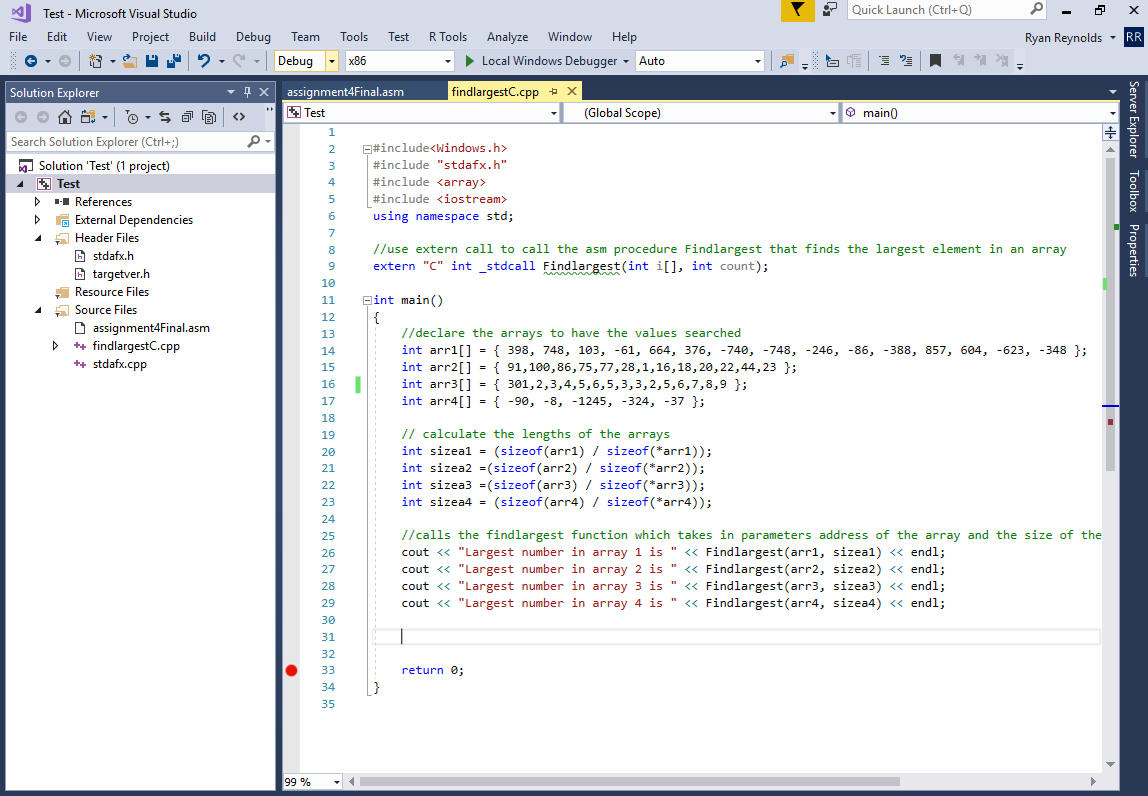 Test - Microsoft Visual Studio
Quick Launch (Ctrl+Q)
File Edit View Project Build Debug Team Tools Test R Tools Analyze Window Help
Ryan Reynolds RR
Debug x86 Local Windows Debugger Auto
Solution Explorer
Search Solution Explorer (Ctrl+;)
Solution 'Test' (1 project)
Test
References
External Dependencies
Header Files
stdafx.h
targetver.h
Resource Files
Source Files
assignment4Final.asm
findlargestC.cpp
stdafx.cpp
assignment4Final.asm findlargestC.cpp
Test (Global Scope) main()
1
2 #include<Windows.h>
3 #include "stdafx.h"
4 #include <array>
5 #include <iostream>
6 using namespace std;
7
8 //use extern call to call the asm procedure Findlargest that finds the largest element in an array
9 extern "C" int _stdcall Findlargest(int i[], int count);
10
11 int main()
12 {
13 //declare the arrays to have the values searched
14 int arr1[] = { 398, 748, 103, -61, 664, 376, -740, -748, -246, -86, -388, 857, 604, -623, -348 };
15 int arr2[] = { 91,100,86,75,77,28,1,16,18,20,22,44,23 };
16 int arr3[] = { 301,2,3,4,5,6,5,3,3,2,5,6,7,8,9 };
17 int arr4[] = { -90, -8, -1245, -324, -37 };
18
19 // calculate the lengths of the arrays
20 int sizea1 = (sizeof(arr1) / sizeof(*arr1));
21 int sizea2 =(sizeof(arr2) / sizeof(*arr2));
22 int sizea3 =(sizeof(arr3) / sizeof(*arr3));
23 int sizea4 = (sizeof(arr4) / sizeof(*arr4));
24
25 //calls the findlargest function which takes in parameters address of the array and the size of the
26 cout << "Largest number in array 1 is " << Findlargest(arr1, sizea1) << endl;
27 cout << "Largest number in array 2 is " << Findlargest(arr2, sizea2) << endl;
28 cout << "Largest number in array 3 is " << Findlargest(arr3, sizea3) << endl;
29 cout << "Largest number in array 4 is " << Findlargest(arr4, sizea4) << endl;
30
31
32
33 return 0;
34 }
35
99 %
Server Explorer
Toolbox
Properties